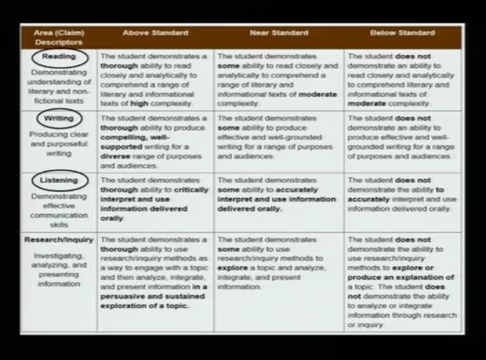 Area (Claim)
Descriptors
Above Standard
Near Standard
Below Standard
Reading
Demonstrating
understanding of
literary and non-
fictional texts
The student demonstrates a
thorough ability to read
closely and analytically to
comprehend a range of
literary and informational
texts of high complexity.
The student demonstrates
some ability to read closely and
analytically to comprehend a
range of literary and
informational texts of moderate
complexity.
The student does not
demonstrate an ability to
read closely and analytically
to comprehend a range of
literary and informational
texts of moderate
complexity.
Writing
Producing clear
and purposeful
writing
The student demonstrates a
thorough ability to produce
compelling, well-
supported writing for a
diverse range of purposes
and audiences.
The student demonstrates
some ability to produce
effective and well-grounded
writing for a range of purposes
and audiences.
The student does not
demonstrate an ability to
produce effective and well-
grounded writing for a range
of purposes and audiences.
Listening
Demonstrating
effective
communication
skills
The student demonstrates
thorough ability to critically
interpret and use
information delivered
orally.
The student demonstrates
some ability to accurately
interpret and use information
delivered orally.
The student does not
demonstrate the ability to
accurately interpret and use
information delivered orally.
Research/Inquiry
Investigating,
analyzing, and
presenting
information
The student demonstrates a
thorough ability to use
research/inquiry methods as
a way to engage with a topic
and then analyze, integrate,
and present information in a
persuasive and sustained
exploration of a topic.
The student demonstrates
some ability to use
research/inquiry methods to
explore a topic and analyze,
integrate, and present
information.
The student does not
demonstrate the ability to
use research/inquiry
methods to explore or
produce an explanation of
a topic. The student does
not demonstrate the ability
to analyze or integrate
information through research
or inquiry.